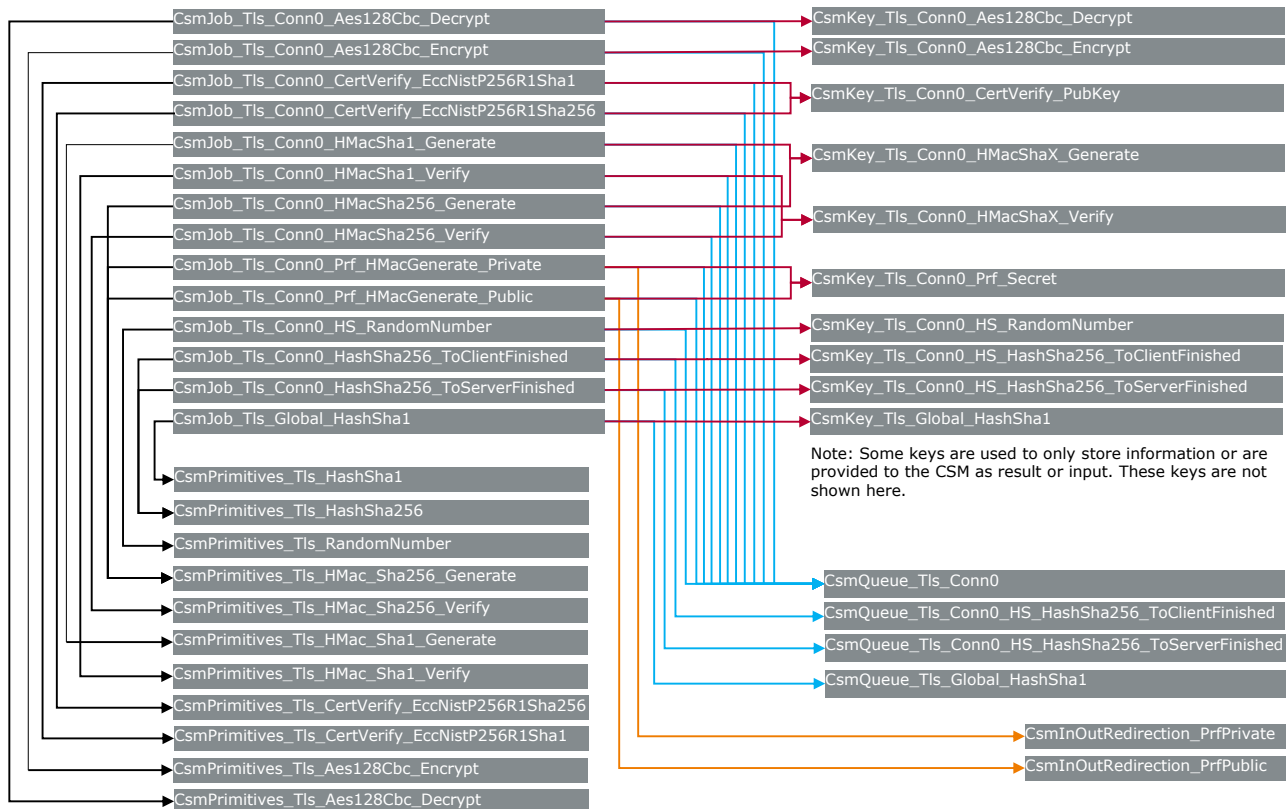 CsmJob_Tls_Conn0_Aes128Cbc_Decrypt
CsmJob_Tls_Conn0_Aes128Cbc_Encrypt
CsmJob_Tls_Conn0_CertVerify_EccNistP256R1Sha1
CsmJob_Tls_Conn0_CertVerify_EccNistP256R1Sha256
CsmJob_Tls_Conn0_HMacSha1_Generate
CsmJob_Tls_Conn0_HMacSha1_Verify
CsmJob_Tls_Conn0_HMacSha256_Generate
CsmJob_Tls_Conn0_HMacSha256_Verify
CsmJob_Tls_Conn0_Prf_HMacGenerate_Private
CsmJob_Tls_Conn0_Prf_HMacGenerate_Public
CsmJob_Tls_Conn0_HS_RandomNumber
CsmJob_Tls_Conn0_HashSha256_ToClientFinished
CsmJob_Tls_Conn0_HashSha256_ToServerFinished
CsmJob_Tls_Global_HashSha1
CsmPrimitives_Tls_HashSha1
CsmPrimitives_Tls_HashSha256
CsmPrimitives_Tls_RandomNumber
CsmPrimitives_Tls_HMac_Sha256_Generate
CsmPrimitives_Tls_HMac_Sha256_Verify
CsmPrimitives_Tls_HMac_Sha1_Generate
CsmPrimitives_Tls_HMac_Sha1_Verify
CsmPrimitives_Tls_CertVerify_EccNistP256R1Sha256
CsmPrimitives_Tls_CertVerify_EccNistP256R1Sha1
CsmPrimitives_Tls_Aes128Cbc_Encrypt
CsmPrimitives_Tls_Aes128Cbc_Decrypt
CsmKey_Tls_Conn0_Aes128Cbc_Decrypt
CsmKey_Tls_Conn0_Aes128Cbc_Encrypt
CsmKey_Tls_Conn0_CertVerify_PubKey
CsmKey_Tls_Conn0_HMacShaX_Generate
CsmKey_Tls_Conn0_HMacShaX_Verify
CsmKey_Tls_Conn0_Prf_Secret
CsmKey_Tls_Conn0_HS_RandomNumber
CsmKey_Tls_Conn0_HS_HashSha256_ToClientFinished
CsmKey_Tls_Conn0_HS_HashSha256_ToServerFinished
CsmKey_Tls_Global_HashSha1
Note: Some keys are used to only store information or are
provided to the CSM as result or input. These keys are not
shown here.
CsmQueue_Tls_Conn0
CsmQueue_Tls_Conn0_HS_HashSha256_ToClientFinished
CsmQueue_Tls_Conn0_HS_HashSha256_ToServerFinished
CsmQueue_Tls_Global_HashSha1
CsmInOutRedirection_PrfPrivate
CsmInOutRedirection_PrfPublic